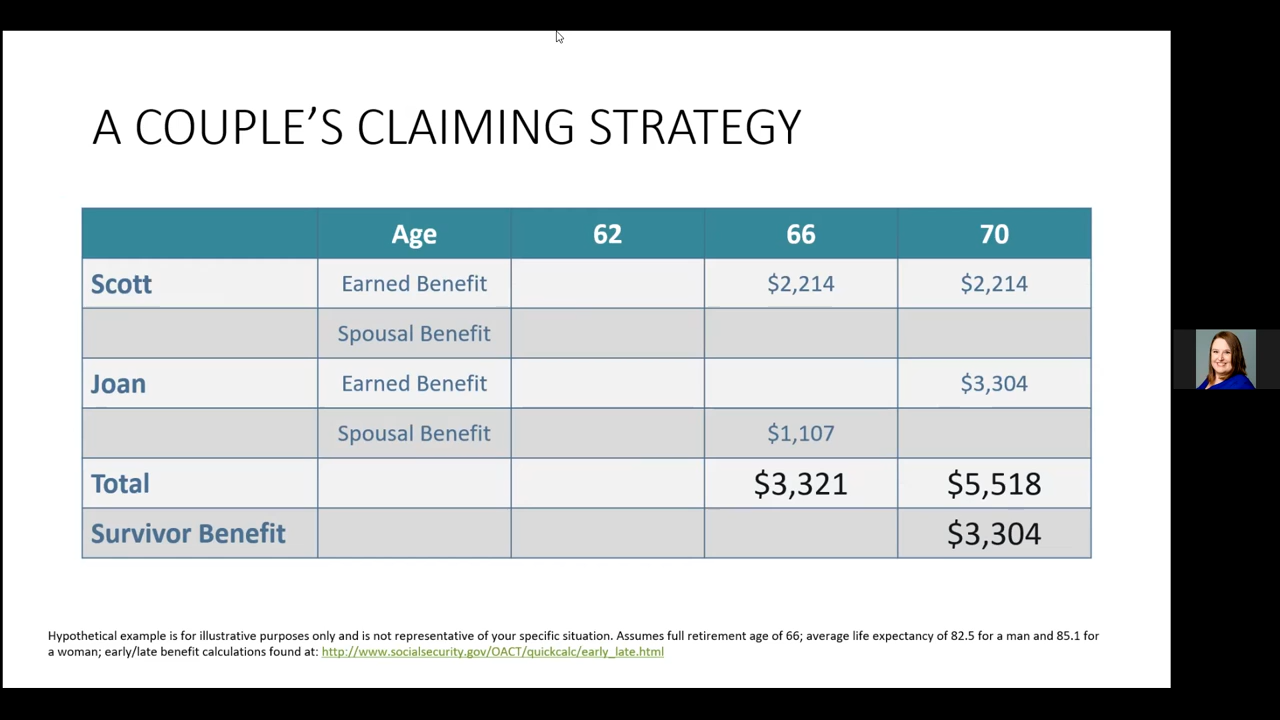 A COUPLE’S CLAIMING STRATEGY
Age 62 66 70
Scott Earned Benefit $2,214 $2,214
Spousal Benefit
Joan Earned Benefit $3,304
Spousal Benefit $1,107
Total $3,321 $5,518
Survivor Benefit $3,304
Hypothetical example is for illustrative purposes only and is not representative of your specific situation. Assumes full retirement age of 66; average life expectancy of 82.5 for a man and 85.1 for
a woman; early/late benefit calculations found at: http://www.socialsecurity.gov/OACT/quickcalc/early_late.html